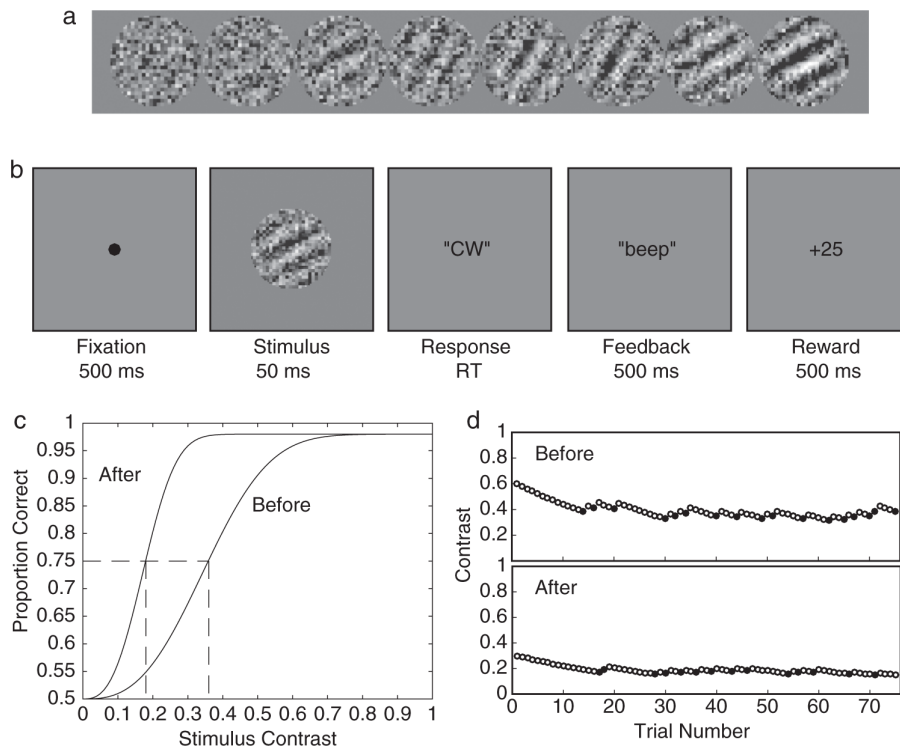 a
b
"CW"
"beep"
+25
Fixation
500 ms
Stimulus
50 ms
Response
RT
Feedback
500 ms
Reward
500 ms
c
1
0.95
0.9
0.85
0.8
0.75
0.7
0.65
0.6
0.55
0.5
Proportion Correct
After
Before
0 0.1 0.2 0.3 0.4 0.5 0.6 0.7 0.8 0.9 1
Stimulus Contrast
d
1
0.8
0.6
0.4
0.2
0
Before
Contrast
1
0.8
0.6
0.4
0.2
0
After
0 10 20 30 40 50 60 70
Trial Number